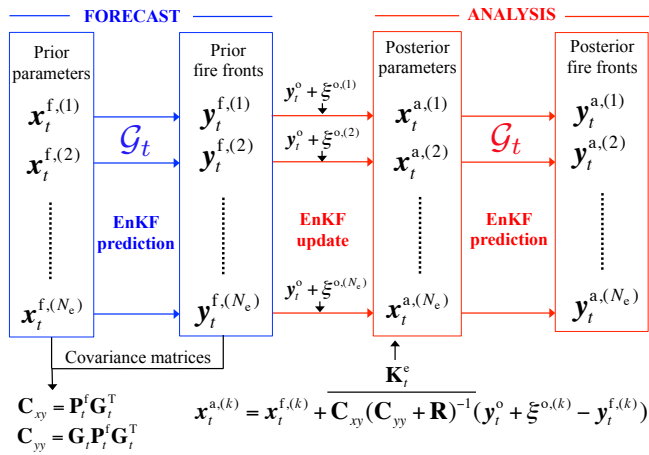 FORECAST
ANALYSIS
Prior parameters
Prior fire fronts
Posterior parameters
Posterior fire fronts
x_t^{f,(1)}
y_t^{f,(1)}
y_t^o + ξ^{o,(1)}
x_t^{a,(1)}
y_t^{a,(1)}
𝒢_t
𝒢_t
x_t^{f,(2)}
y_t^{f,(2)}
y_t^o + ξ^{o,(2)}
x_t^{a,(2)}
y_t^{a,(2)}
EnKF prediction
EnKF update
EnKF prediction
x_t^{f,(N_e)}
y_t^{f,(N_e)}
y_t^o + ξ^{o,(N_e)}
x_t^{a,(N_e)}
y_t^{a,(N_e)}
Covariance matrices
K_t^e
C_{xy} = P_t^f G_t^T
C_{yy} = G_t P_t^f G_t^T
x_t^{a,(k)} = x_t^{f,(k)} + C_{xy}(C_{yy} + R)^{-1}(y_t^o + ξ^{o,(k)} − y_t^{f,(k)})